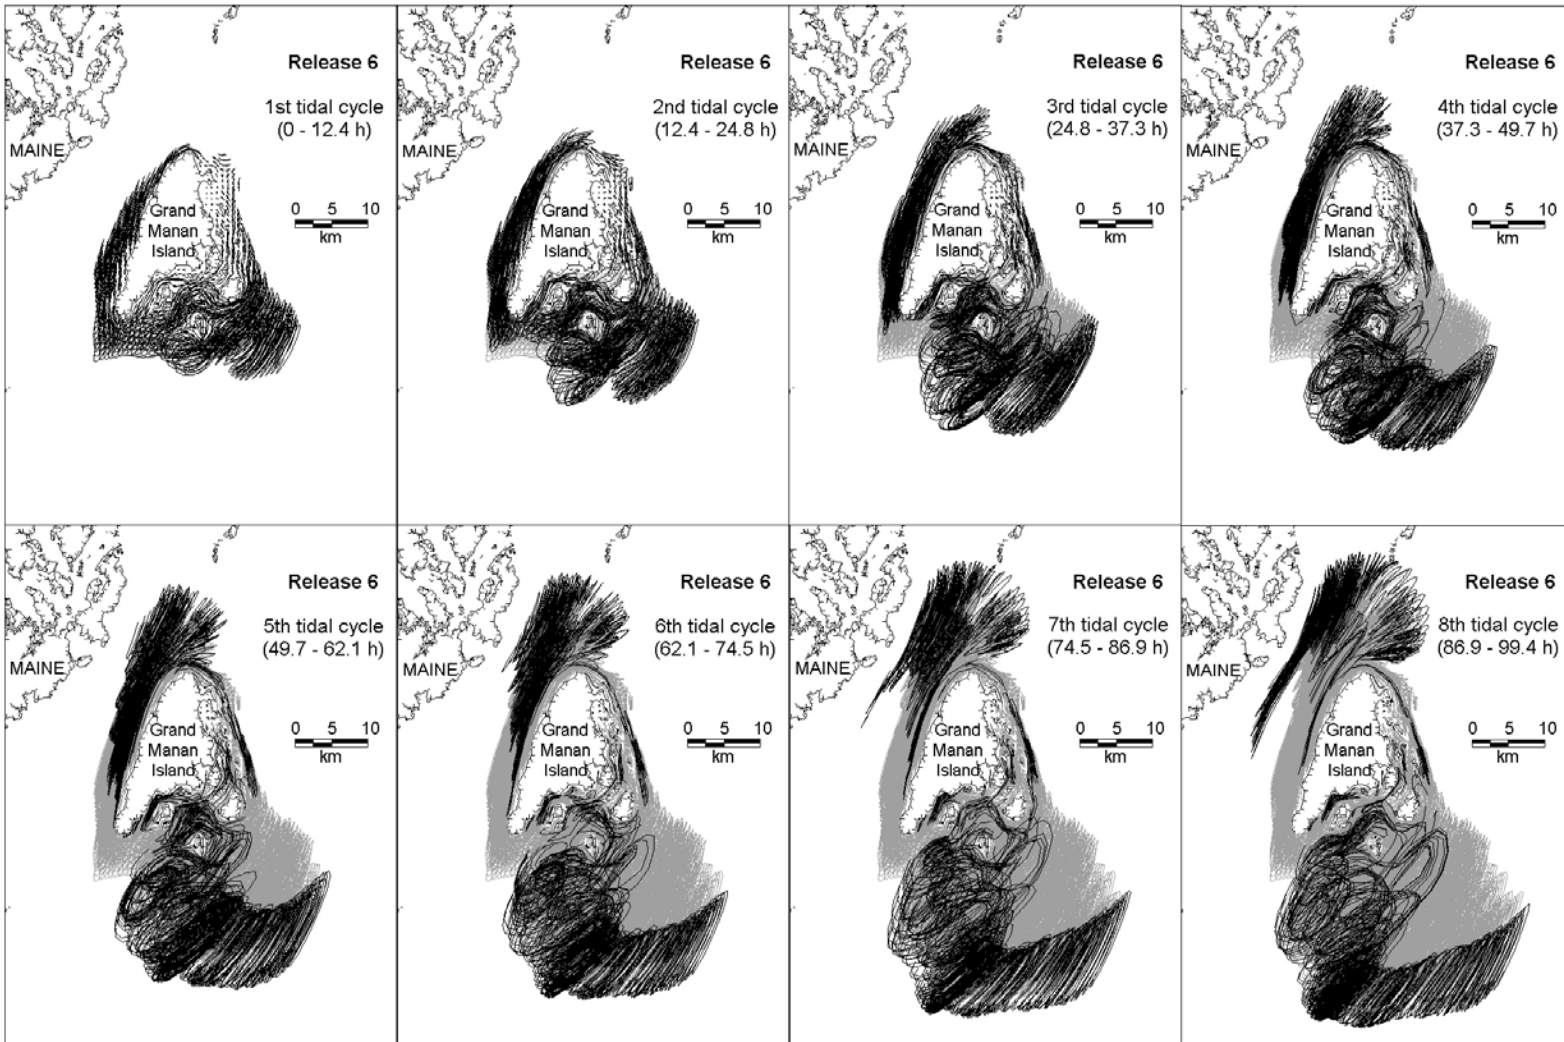 Release 6
1st tidal cycle
(0 - 12.4 h)
MAINE
Grand
Manan
Island
0 5 10
km
Release 6
2nd tidal cycle
(12.4 - 24.8 h)
MAINE
Grand
Manan
Island
0 5 10
km
Release 6
3rd tidal cycle
(24.8 - 37.3 h)
MAINE
Grand
Manan
Island
0 5 10
km
Release 6
4th tidal cycle
(37.3 - 49.7 h)
MAINE
Grand
Manan
Island
0 5 10
km
Release 6
5th tidal cycle
(49.7 - 62.1 h)
MAINE
Grand
Manan
Island
0 5 10
km
Release 6
6th tidal cycle
(62.1 - 74.5 h)
MAINE
Grand
Manan
Island
0 5 10
km
Release 6
7th tidal cycle
(74.5 - 86.9 h)
MAINE
Grand
Manan
Island
0 5 10
km
Release 6
8th tidal cycle
(86.9 - 99.4 h)
MAINE
Grand
Manan
Island
0 5 10
km